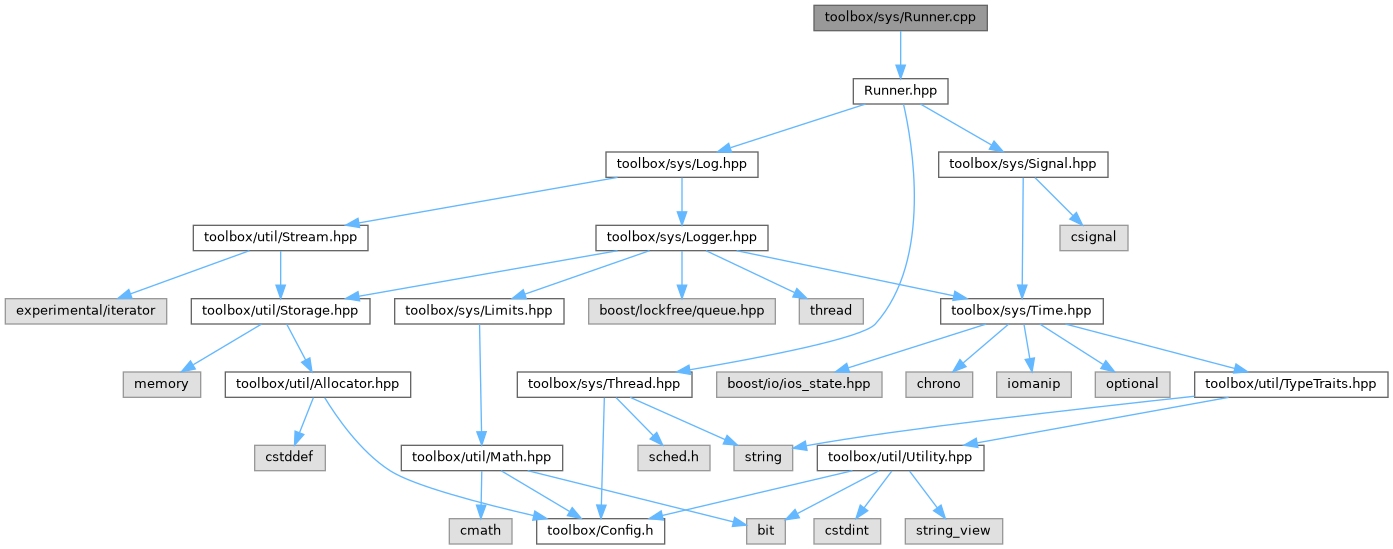 toolbox/sys/Runner.cpp
Runner.hpp
toolbox/sys/Log.hpp
toolbox/sys/Signal.hpp
toolbox/util/Stream.hpp
toolbox/sys/Logger.hpp
csignal
experimental/iterator
toolbox/util/Storage.hpp
toolbox/sys/Limits.hpp
boost/lockfree/queue.hpp
thread
toolbox/sys/Time.hpp
memory
toolbox/util/Allocator.hpp
toolbox/sys/Thread.hpp
boost/io/ios_state.hpp
chrono
iomanip
optional
toolbox/util/TypeTraits.hpp
cstddef
toolbox/util/Math.hpp
sched.h
string
toolbox/util/Utility.hpp
cmath
toolbox/Config.h
bit
cstdint
string_view